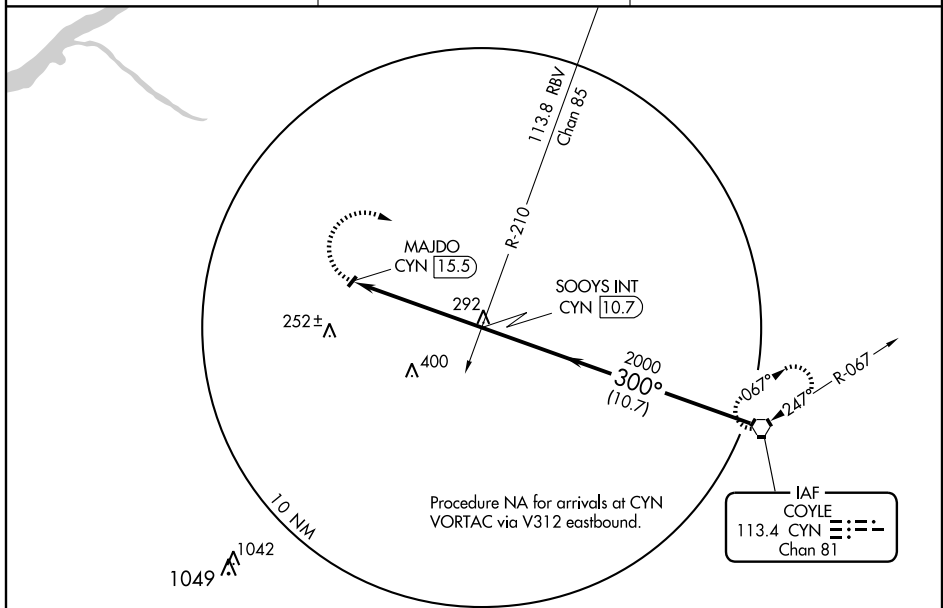 113.8 RBV
Chan 85
R-210
MAJDO
CYN 15.5
SOOYS INT
CYN 10.7
292
252±
400
2000
300°
(10.7)
067°
247°
R-067
IAF
COYLE
113.4 CYN
Chan 81
Procedure NA for arrivals at CYN
VORTAC via V312 eastbound.
10 NM
1042
1049